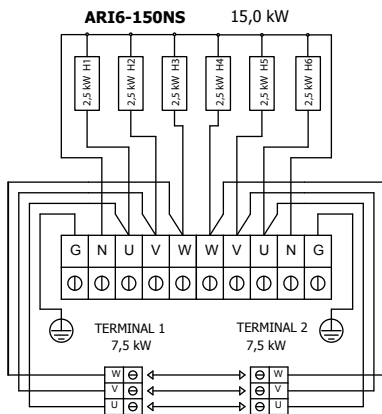 ARI6-150NS 15,0 kW
2,5 kW H1
2,5 kW H2
2,5 kW H3
2,5 kW H4
2,5 kW H5
2,5 kW H6
G N U V W W V U N G
TERMINAL 1 TERMINAL 2
7,5 kW 7,5 kW
W W
V V
U U